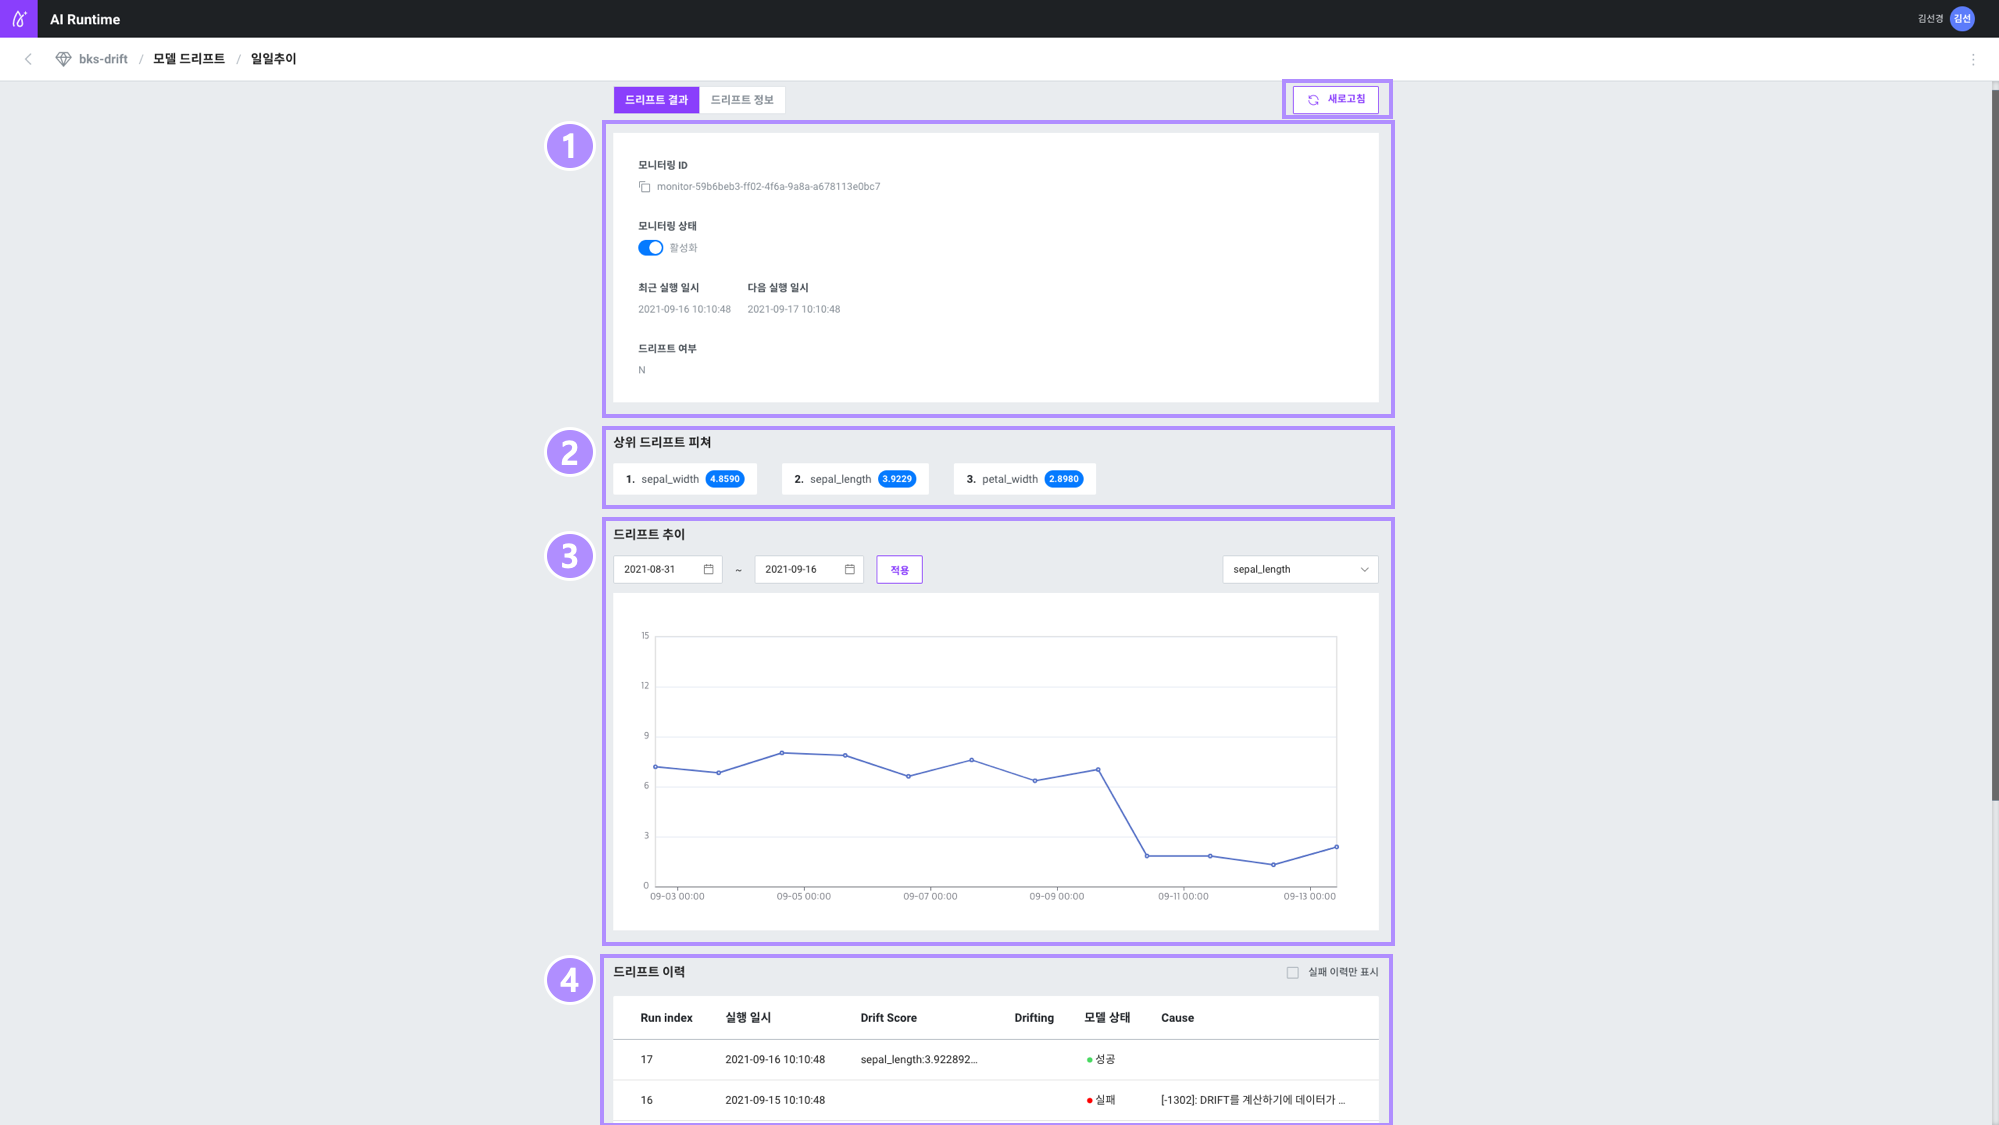 AI Runtime
김선경 김선
bks-drift / 모델 드리프트 / 일일추이
드리프트 결과 드리프트 정보 새로고침
1
모니터링 ID
monitor-59b6beb3-ff02-4f6a-9a8a-a678113e0bc7
모니터링 상태
활성화
최근 실행 일시 다음 실행 일시
2021-09-16 10:10:48 2021-09-17 10:10:48
드리프트 여부
N
2
상위 드리프트 피쳐
1. sepal_width 4.8590 2. sepal_length 3.9229 3. petal_width 2.8980
3
드리프트 추이
2021-08-31 ~ 2021-09-16 적용 sepal_length
15
12
9
6
3
0
09-03 00:00 09-05 00:00 09-07 00:00 09-09 00:00 09-11 00:00 09-13 00:00
4
드리프트 이력 실패 이력만 표시
Run index 실행 일시 Drift Score Drifting 모델 상태 Cause
17 2021-09-16 10:10:48 sepal_length:3.922892... 성공
16 2021-09-15 10:10:48 실패 [-1302]: DRIFT를 계산하기에 데이터가 ...